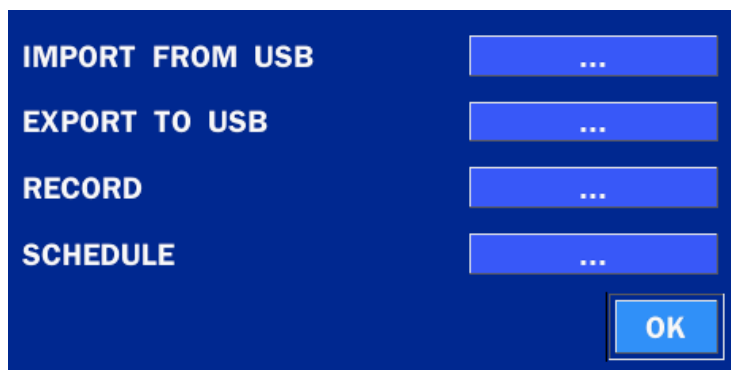 IMPORT FROM USB ...
EXPORT TO USB ...
RECORD ...
SCHEDULE ...
OK